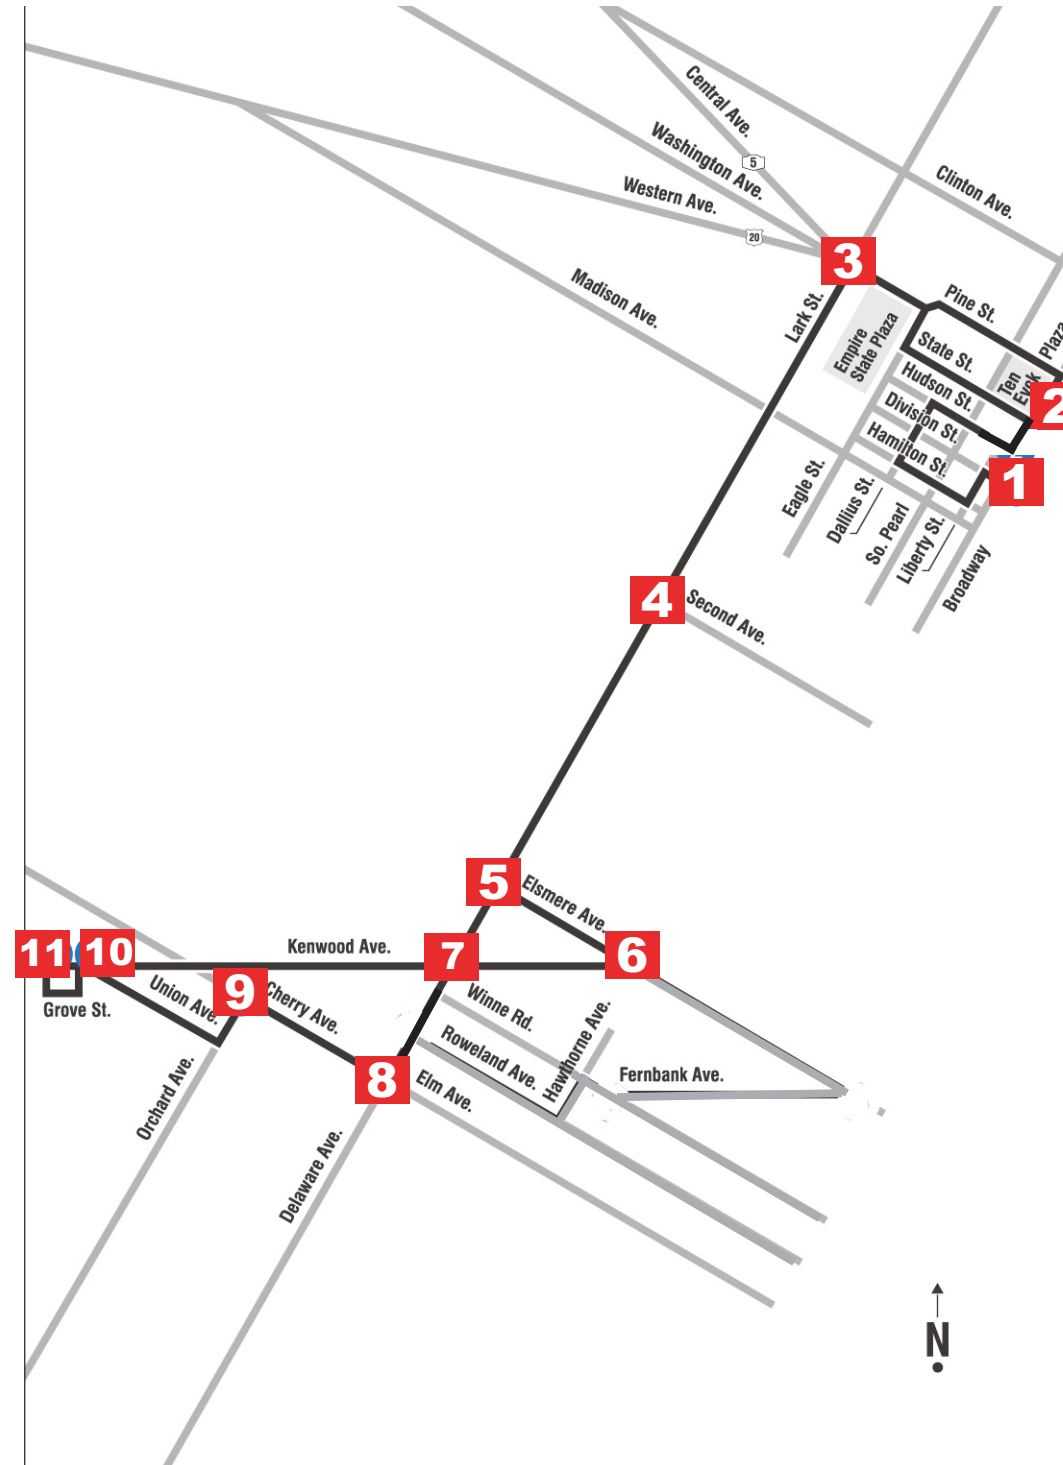 Central Ave.
5
Washington Ave.
Western Ave.
20
Clinton Ave.
Madison Ave.
3
Lark St.
Pine St.
Empire
State Plaza
State St.
Plaza
Hudson St.
Ten
Eyck
2
Division St.
Hamilton St.
1
Eagle St.
Dallius St.
So. Pearl
Liberty St.
Broadway
4
Second Ave.
5
Elsmere Ave.
Kenwood Ave.
7
6
11
10
9
Grove St.
Union Ave.
Cherry Ave.
Winne Rd.
Roweland Ave.
Hawthorne Ave.
8
Elm Ave.
Fernbank Ave.
Orchard Ave.
Delaware Ave.
N